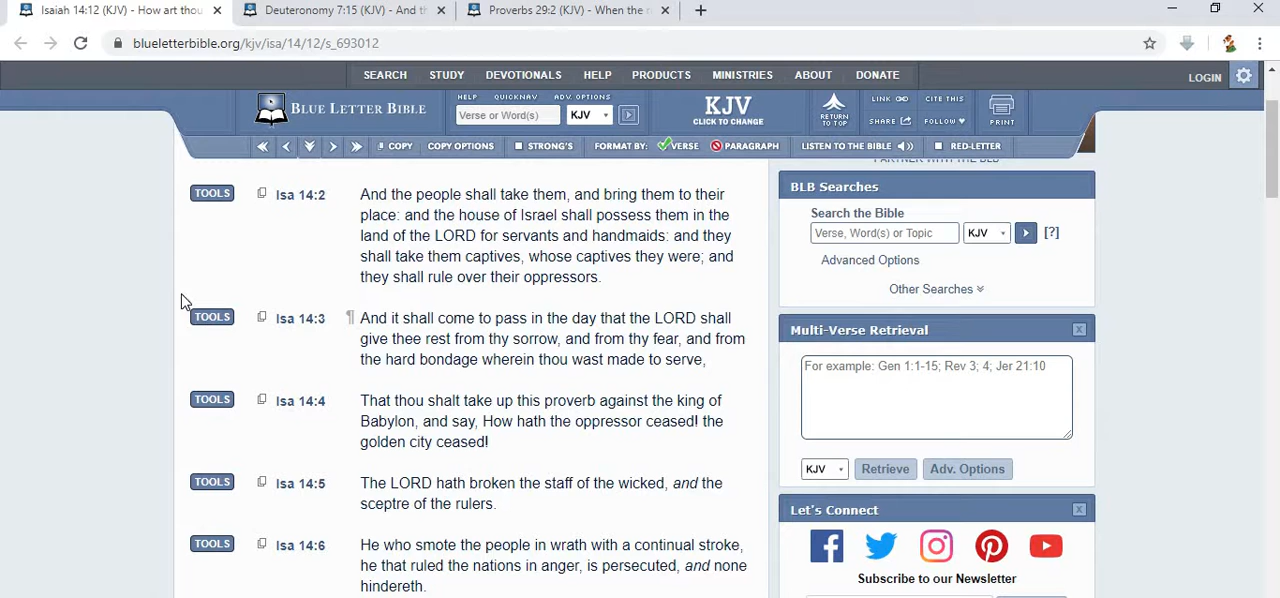 Isaiah 14:12 (KJV) - How art thou
Deuteronomy 7:15 (KJV) - And th
Proverbs 29:2 (KJV) - When the r
blueletterbible.org/kjv/isa/14/12/s_693012
SEARCH STUDY DEVOTIONALS HELP PRODUCTS MINISTRIES ABOUT DONATE
LOGIN
BLUE LETTER BIBLE
HELP QUICKNAV ADV. OPTIONS
Verse or Word(s) KJV
KJV
CLICK TO CHANGE
RETURN
TO TOP
LINK CITE THIS
SHARE FOLLOW
PRINT
COPY COPY OPTIONS STRONG'S FORMAT BY: VERSE PARAGRAPH LISTEN TO THE BIBLE RED-LETTER
PARTNER WITH THE BLB
TOOLS Isa 14:2 And the people shall take them, and bring them to their
place: and the house of Israel shall possess them in the
land of the LORD for servants and handmaids: and they
shall take them captives, whose captives they were; and
they shall rule over their oppressors.
TOOLS Isa 14:3 ¶ And it shall come to pass in the day that the LORD shall
give thee rest from thy sorrow, and from thy fear, and from
the hard bondage wherein thou wast made to serve,
TOOLS Isa 14:4 That thou shalt take up this proverb against the king of
Babylon, and say, How hath the oppressor ceased! the
golden city ceased!
TOOLS Isa 14:5 The LORD hath broken the staff of the wicked, and the
sceptre of the rulers.
TOOLS Isa 14:6 He who smote the people in wrath with a continual stroke,
he that ruled the nations in anger, is persecuted, and none
hindereth.
BLB Searches
Search the Bible
Verse, Word(s) or Topic KJV [?]
Advanced Options
Other Searches
Multi-Verse Retrieval
For example: Gen 1:1-15; Rev 3; 4; Jer 21:10
KJV Retrieve Adv. Options
Let's Connect
Subscribe to our Newsletter